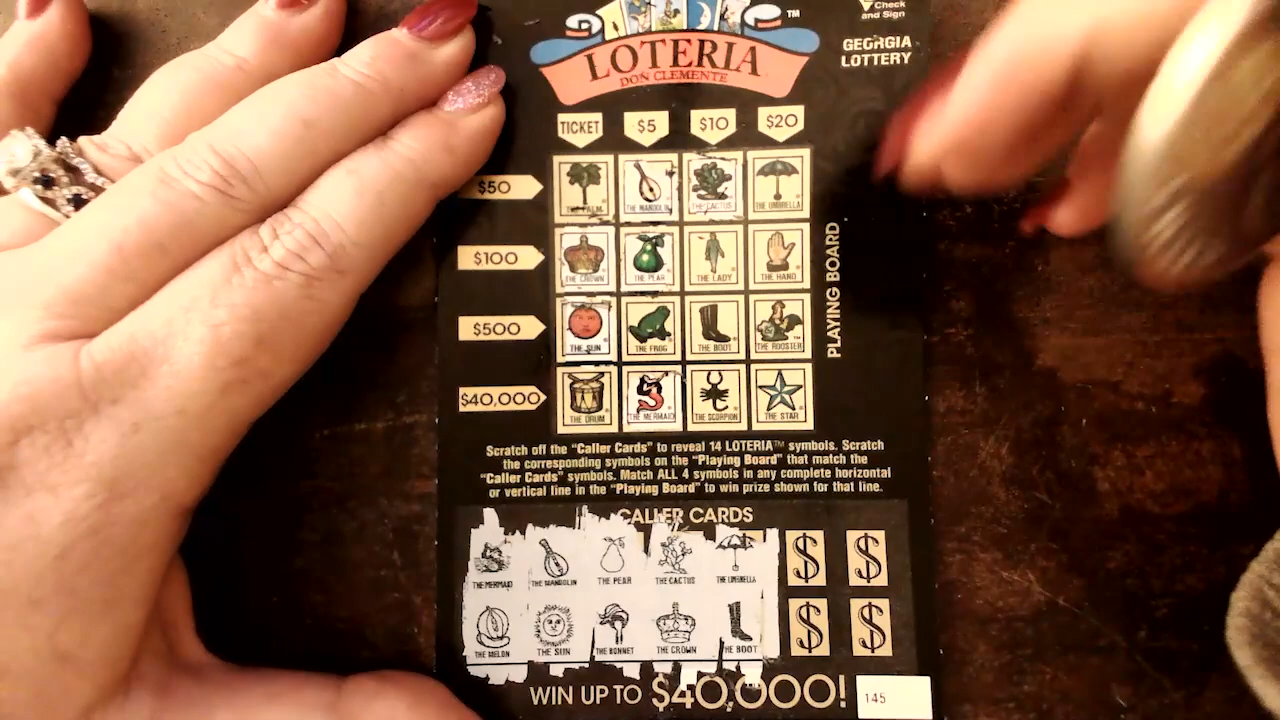 Check
and Sign
LOTERIA™
DON CLEMENTE
GEORGIA
LOTTERY
TICKET $5 $10 $20
$50
THE PALM THE MANDOLIN THE CACTUS THE UMBRELLA
$100
THE CROWN THE PEAR THE LADY THE HAND
$500
THE SUN THE FROG THE BOOT THE ROOSTER
$40,000
THE DRUM THE MERMAID THE SCORPION THE STAR
PLAYING BOARD
Scratch off the "Caller Cards" to reveal 14 LOTERIA™ symbols. Scratch
the corresponding symbols on the "Playing Board" that match the
"Caller Cards" symbols. Match ALL 4 symbols in any complete horizontal
or vertical line in the "Playing Board" to win prize shown for that line.
CALLER CARDS
THE MERMAID THE MANDOLIN THE PEAR THE CACTUS THE UMBRELLA $ $
THE MELON THE SUN THE BONNET THE CROWN THE BOOT $ $
WIN UP TO $40,000!
145